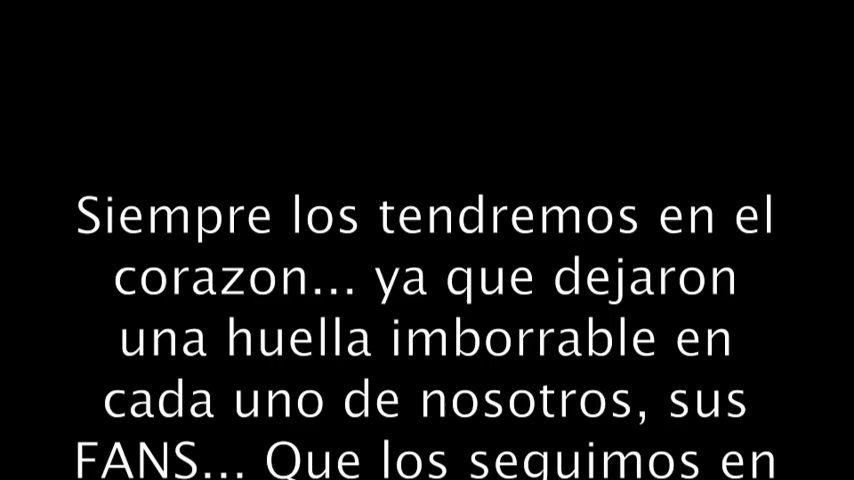 Siempre los tendremos en el
corazon... ya que dejaron
una huella imborrable en
cada uno de nosotros, sus
FANS... Que los seguimos en